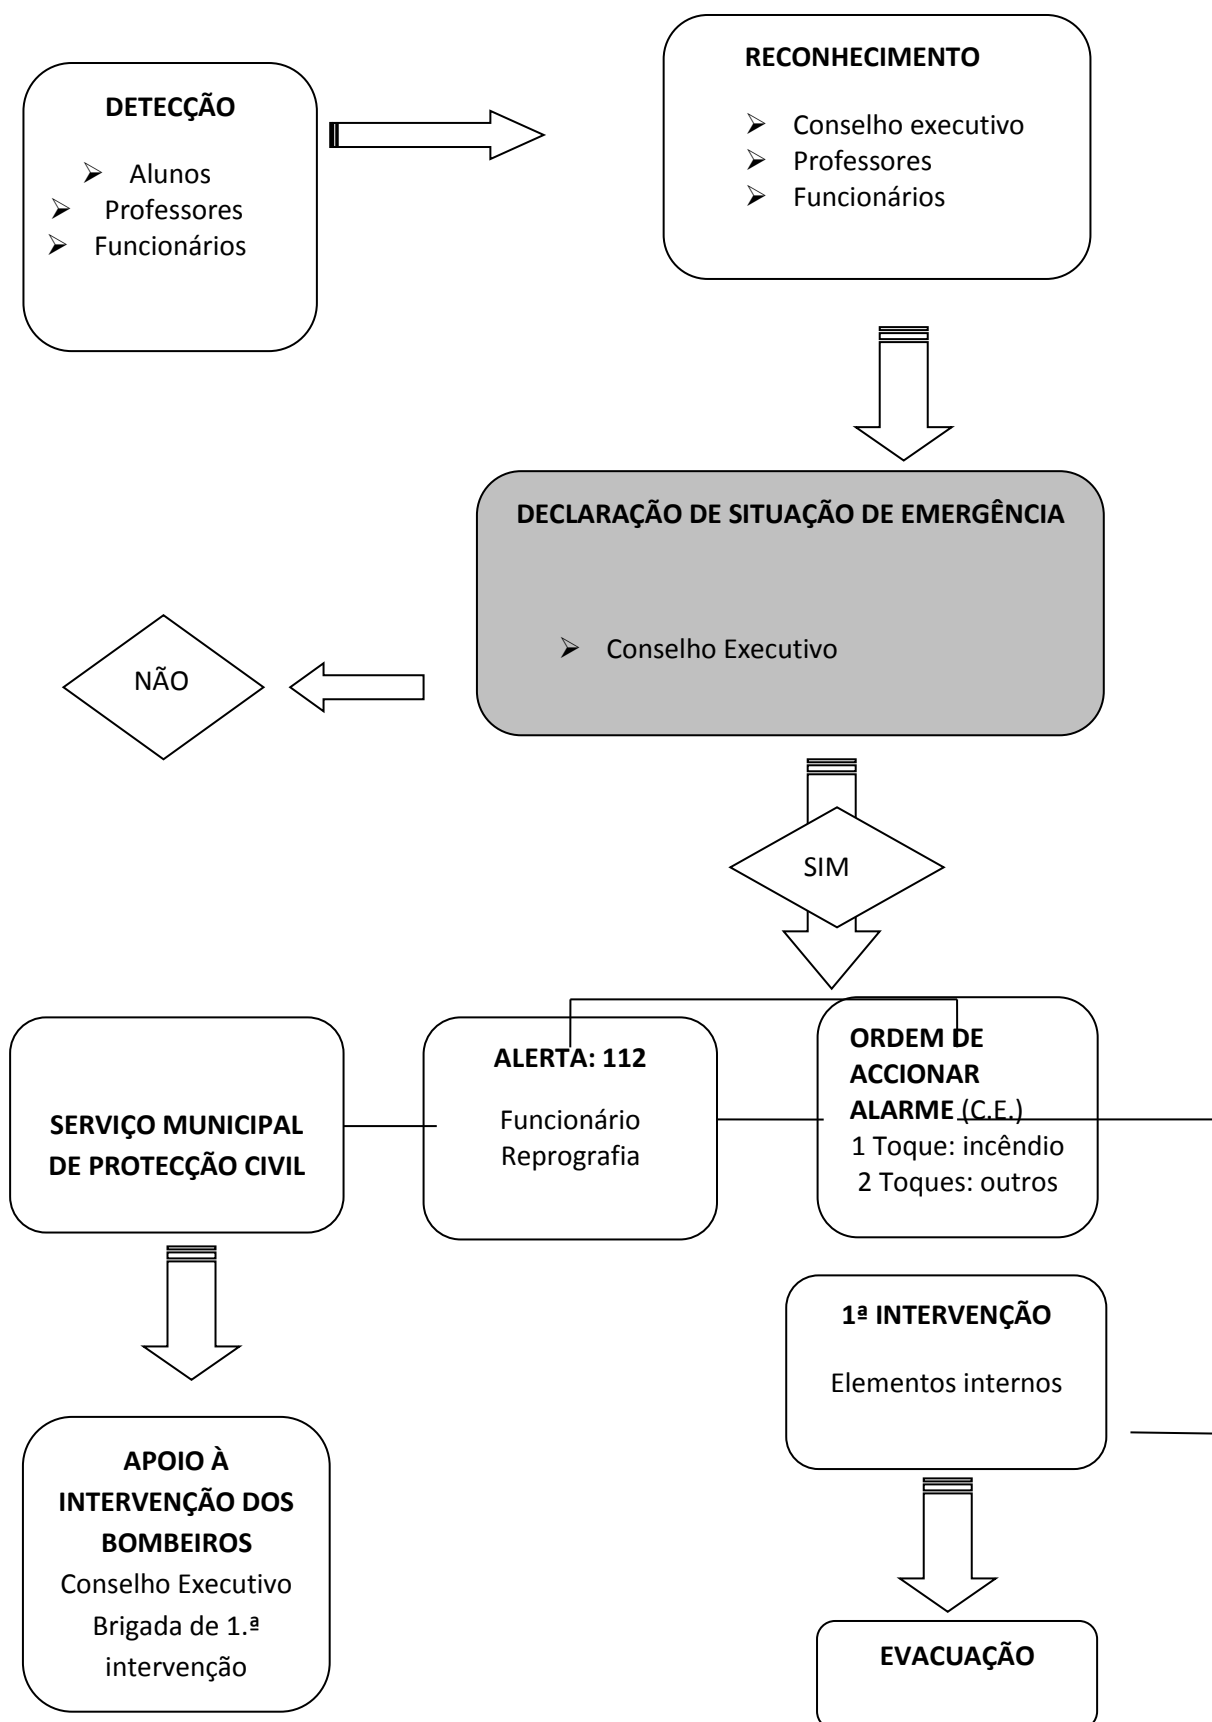 DETECÇÃO
➢ Alunos
➢ Professores
➢ Funcionários
RECONHECIMENTO
➢ Conselho executivo
➢ Professores
➢ Funcionários
DECLARAÇÃO DE SITUAÇÃO DE EMERGÊNCIA
➢ Conselho Executivo
NÃO
SIM
SERVIÇO MUNICIPAL
DE PROTECÇÃO CIVIL
ALERTA: 112
Funcionário
Reprografia
ORDEM DE
ACCIONAR
ALARME (C.E.)
1 Toque: incêndio
2 Toques: outros
1ª INTERVENÇÃO
Elementos internos
APOIO À
INTERVENÇÃO DOS
BOMBEIROS
Conselho Executivo
Brigada de 1.ª
intervenção
EVACUAÇÃO